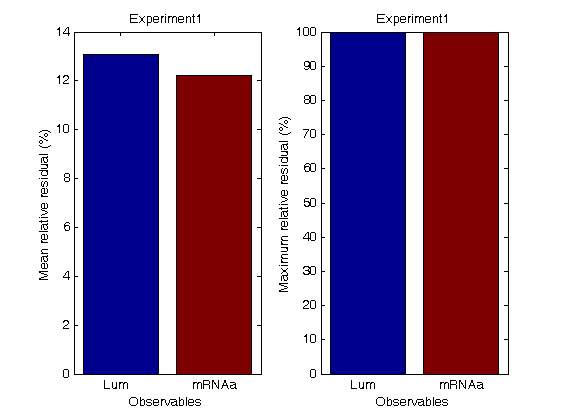 Experiment1
Mean relative residual (%)
14
12
10
8
6
4
2
0
Lum
mRNAa
Observables
Experiment1
Maximum relative residual (%)
100
90
80
70
60
50
40
30
20
10
0
Lum
mRNAa
Observables